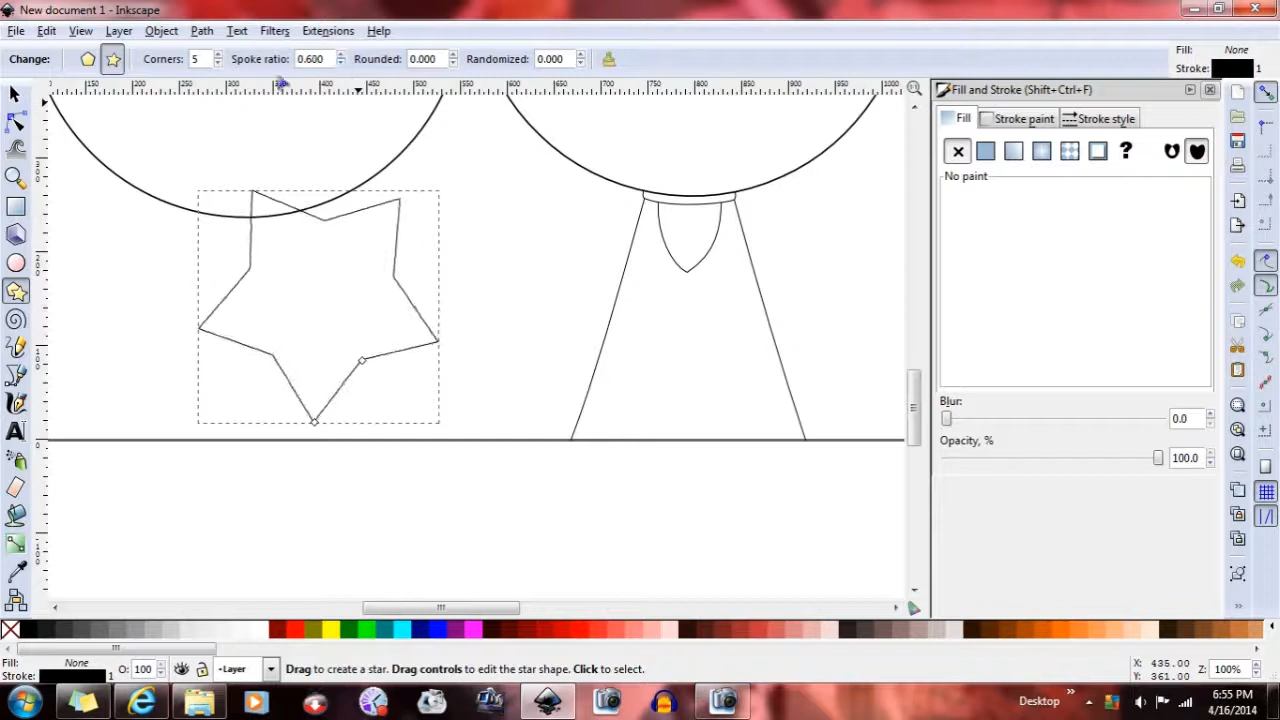 New document 1 - Inkscape
File Edit View Layer Object Path Text Filters Extensions Help
Change: Corners: 5 Spoke ratio: 0.600 Rounded: 0.000 Randomized: 0.000
Fill: None
Stroke: 1
Fill and Stroke (Shift+Ctrl+F)
Fill Stroke paint Stroke style
No paint
Blur:
0.0
Opacity, %
100.0
Fill: None
Stroke: 1
O: 100
-Layer
Drag to create a star. Drag controls to edit the star shape. Click to select.
X: 435.00
Y: 361.00
Z: 100%
Desktop
6:55 PM
4/16/2014